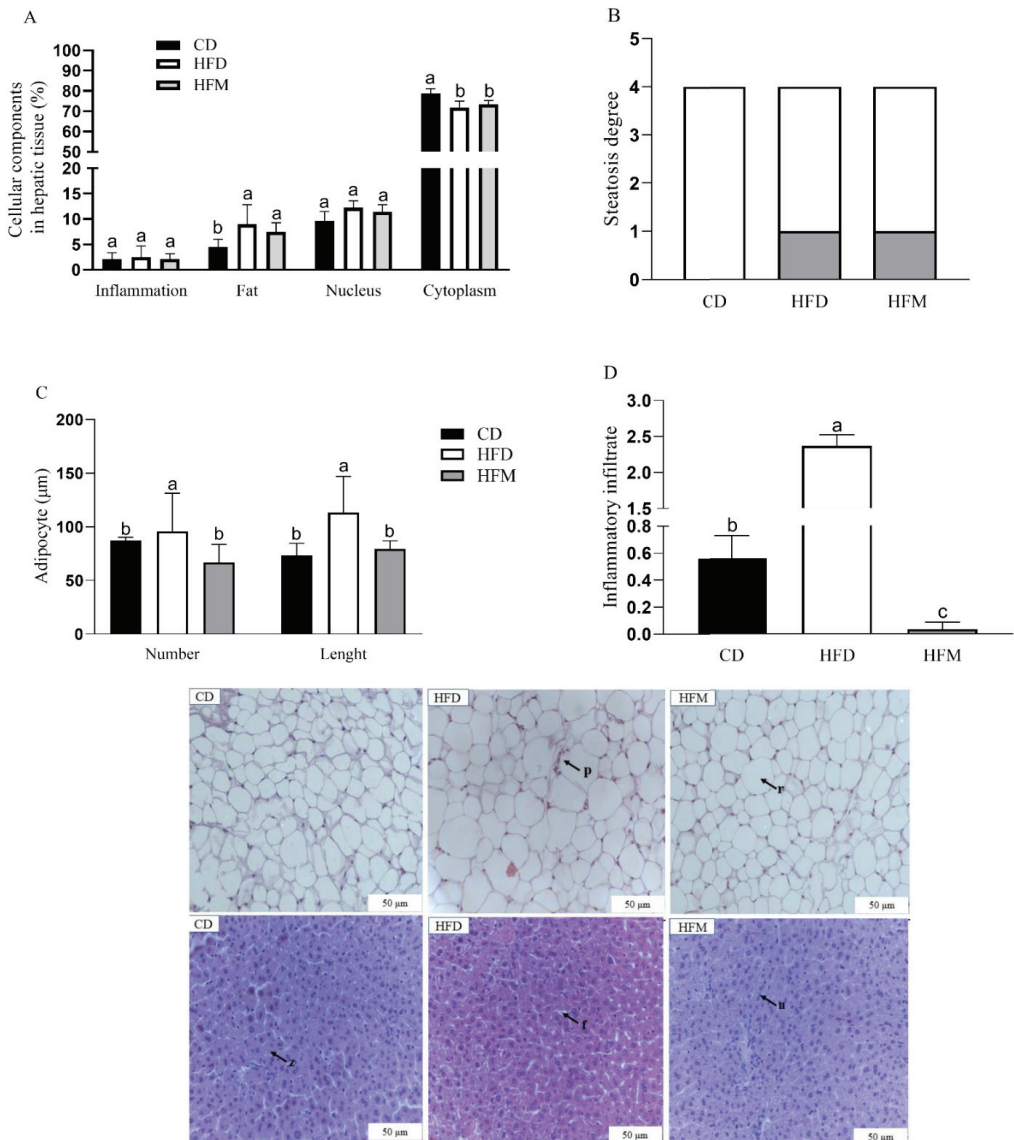 A
CD
HFD
HFM
Cellular components
in hepatic tissue (%)
100
90
80
70
60
50
20
15
10
5
0
a a a
b a a
a a a
a b b
Inflammation Fat Nucleus Cytoplasm
B
Steatosis degree
5
4
3
2
1
0
CD HFD HFM
C
Adipocyte (μm)
200
150
100
50
0
b a b
b a b
Number Lenght
CD
HFD
HFM
D
Inflammatory infiltrate
3.0
2.5
2.0
1.5
0.8
0.6
0.4
0.2
0.0
b a c
CD HFD HFM
CD HFD HFM
p r
50 μm 50 μm 50 μm
CD HFD HFM
z f n
50 μm 50 μm 50 μm